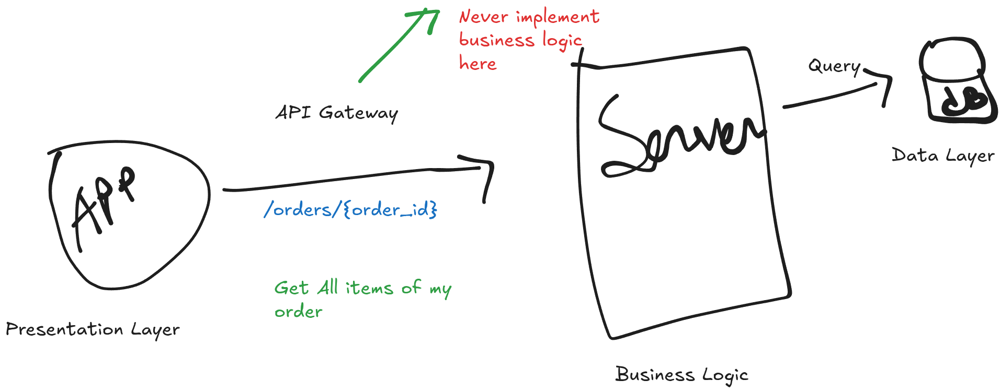 Never implement
business logic
here
Query
API Gateway
Server
DB
Data Layer
APP
/orders/{order_id}
Get All items of my
order
Presentation Layer
Business Logic